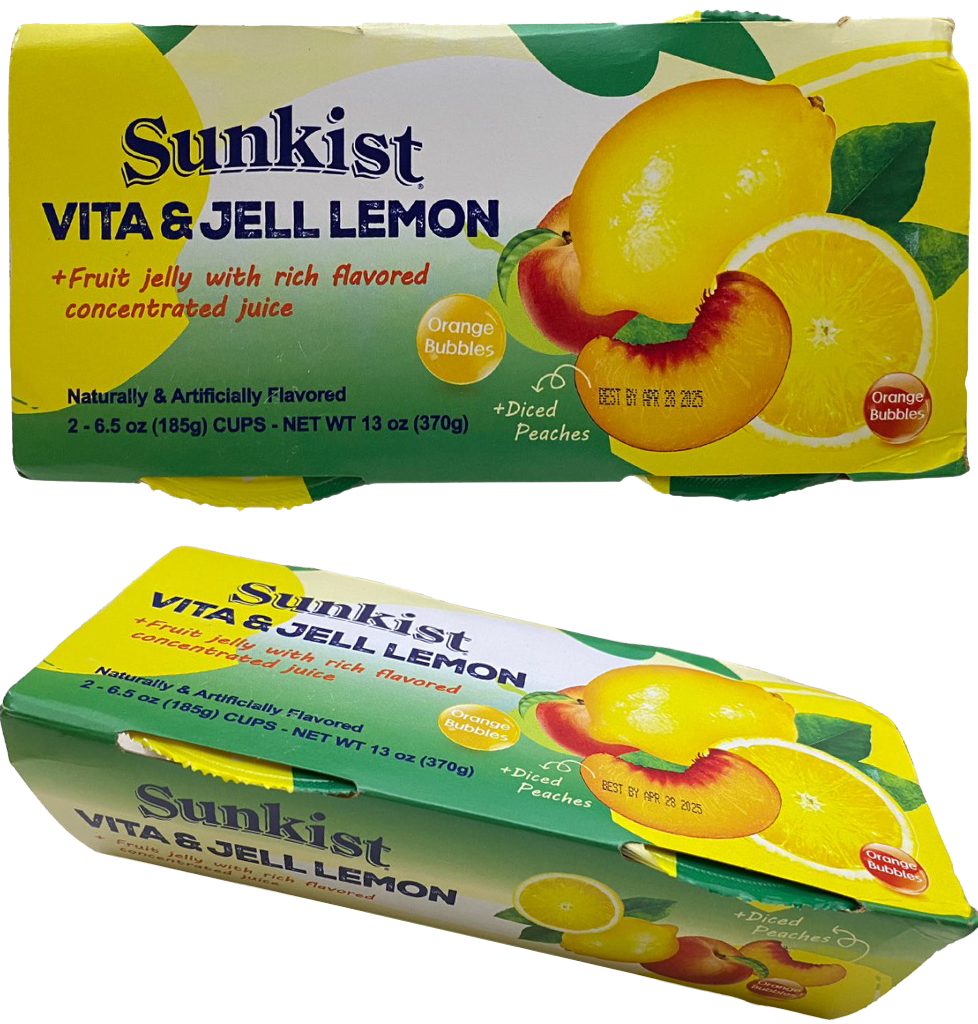 Sunkist
VITA & JELL LEMON
+Fruit jelly with rich flavored
concentrated juice
Orange
Bubbles
Naturally & Artificially Flavored
2 - 6.5 oz (185g) CUPS - NET WT 13 oz (370g)
+Diced
Peaches
BEST BY APR 28 2025
Orange
Bubbles
Sunkist
VITA & JELL LEMON
+Fruit jelly with rich flavored
concentrated juice
Naturally & Artificially Flavored
2 - 6.5 oz (185g) CUPS - NET WT 13 oz (370g)
Orange
Bubbles
+Diced
Peaches
BEST BY APR 28 2025
Orange
Bubbles
Sunkist
VITA & JELL LEMON
+ Fruit jelly with rich flavored
concentrated juice
+Diced
Peaches
Orange
Bubbles